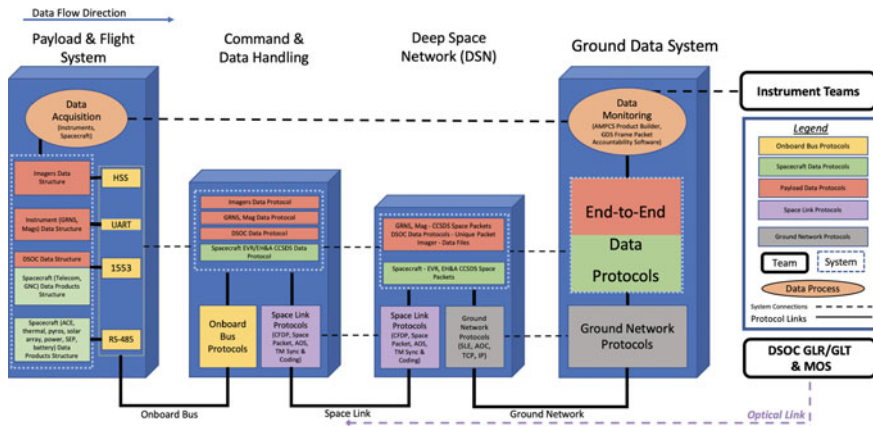 Data Flow Direction
Payload & Flight
System
Command &
Data Handling
Deep Space
Network (DSN)
Ground Data System
Data
Acquisition
(Instruments,
Spacecraft)
Imagers Data
Structure
HSS
Instrument (GRNS,
Mags) Data Structure
UART
DSOC Data Structure
Spacecraft (Telecom,
GNC) Data Products
Structure
1553
Spacecraft (ACE,
thermal, pyros, solar
array, power, SEP,
battery) Data
Products Structure
RS-485
Imagers Data Protocol
GRNS, Mag Data Protocol
DSOC Data Protocol
Spacecraft EVR/EH&A CCSDS Data
Protocol
Onboard
Bus
Protocols
Space Link
Protocols
(CFDP, Space
Packet, AOS,
TM Sync &
Coding)
GRNS, Mag - CCSDS Space Packets
DSOC Data Protocols - Unique Packet
Imager - Data Files
Spacecraft - EVR, EH&A CCSDS Space
Packets
Space Link
Protocols
(CFDP, Space
Packet, AOS,
TM Sync &
Coding)
Ground
Network
Protocols
(SLE, AOC,
TCP, IP)
Data
Monitoring
(AMPCS Product Builder,
GDS Frame Packet
Accountability Software)
End-to-End
Data
Protocols
Ground Network
Protocols
Instrument Teams
Legend
Onboard Bus Protocols
Spacecraft Data Protocols
Payload Data Protocols
Space Link Protocols
Ground Network Protocols
Team
System
Data Process
System Connections
Protocol Links
DSOC GLR/GLT
& MOS
Onboard Bus
Space Link
Ground Network
Optical Link